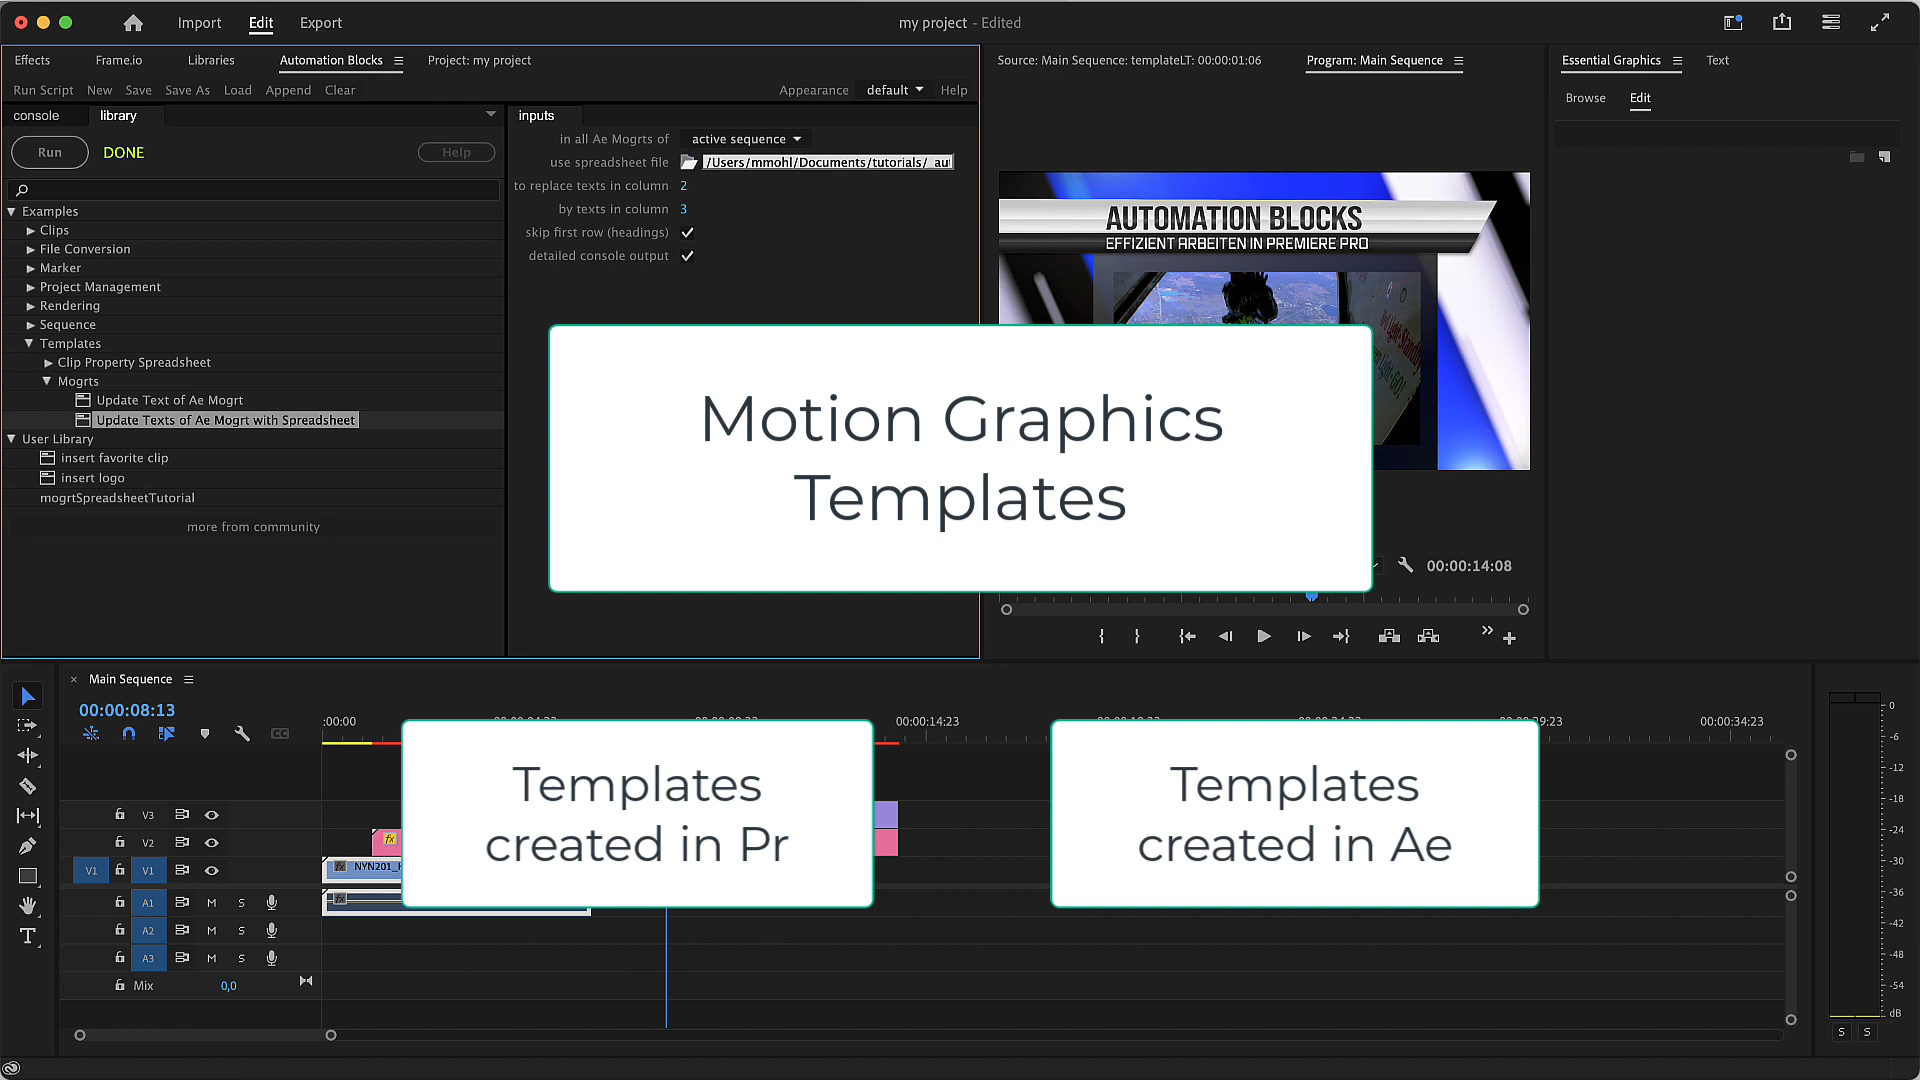 Import
Edit
Export
my project - Edited
Effects
Frame.io
Libraries
Automation Blocks
Project: my project
Source: Main Sequence: templateLT: 00:00:01:06
Program: Main Sequence
Essential Graphics
Text
Run Script
New
Save
Save As
Load
Append
Clear
Appearance
default
Help
Browse
Edit
console
library
inputs
Run
DONE
Help
in all Ae Mogrts of
active sequence
use spreadsheet file
/Users/mmohl/Documents/tutorials/_au
to replace texts in column
2
by texts in column
3
skip first row (headings)
detailed console output
Examples
Clips
File Conversion
Marker
Project Management
Rendering
Sequence
Templates
Clip Property Spreadsheet
Mogrts
Update Text of Ae Mogrt
Update Texts of Ae Mogrt with Spreadsheet
User Library
insert favorite clip
insert logo
mogrtSpreadsheetTutorial
more from community
AUTOMATION BLOCKS
EFFIZIENT ARBEITEN IN PREMIERE PRO
Motion Graphics
Templates
00:00:14:08
Main Sequence
00:00:08:13
:00:00
00:00:14:23
00:00:34:23
Templates
created in Pr
Templates
created in Ae
V3
V2
V1
V1
fx
fx
NYN201_
fx
A1
M
S
A2
M
S
A3
M
S
Mix
0,0
0
-6
-12
-18
-24
-30
-36
-42
-48
-54
dB
S
S